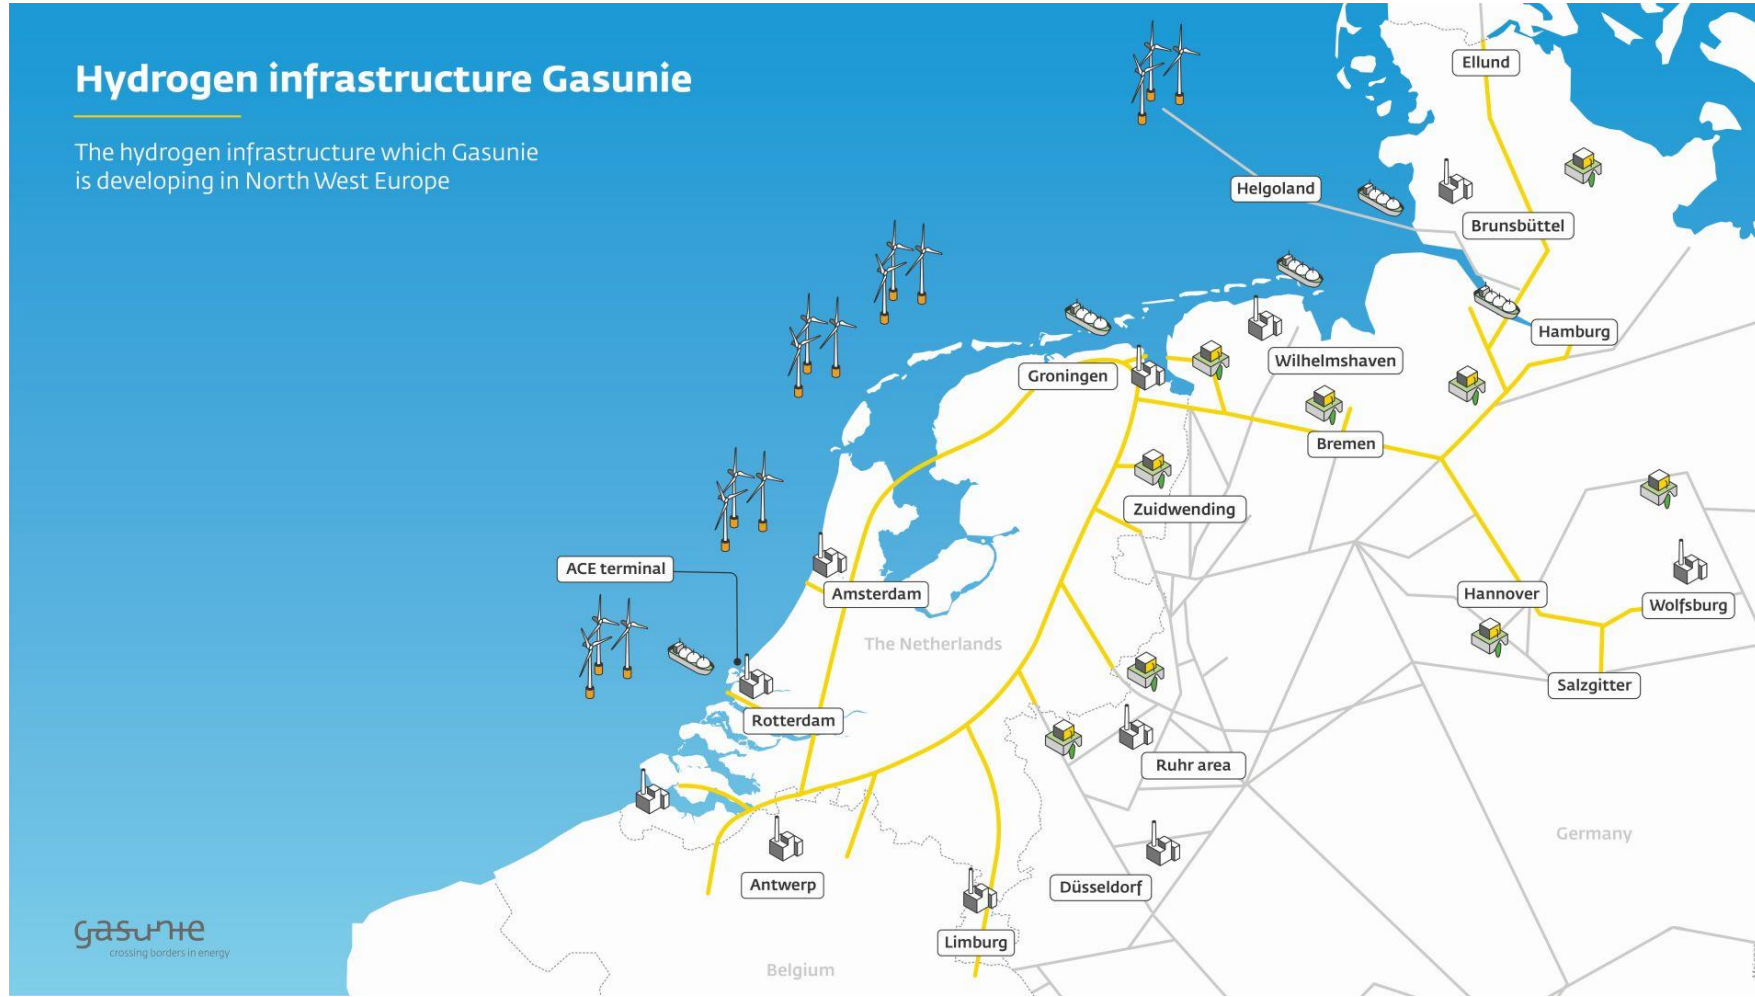 Hydrogen infrastructure Gasunie
The hydrogen infrastructure which Gasunie
is developing in North West Europe
Ellund
Helgoland
Brunsbüttel
Hamburg
Wilhelmshaven
Groningen
Bremen
Zuidwending
ACE terminal
Amsterdam
Hannover
Wolfsburg
The Netherlands
Salzgitter
Rotterdam
Ruhr area
Germany
Antwerp
Düsseldorf
Limburg
Belgium
gasunie
crossing borders in energy